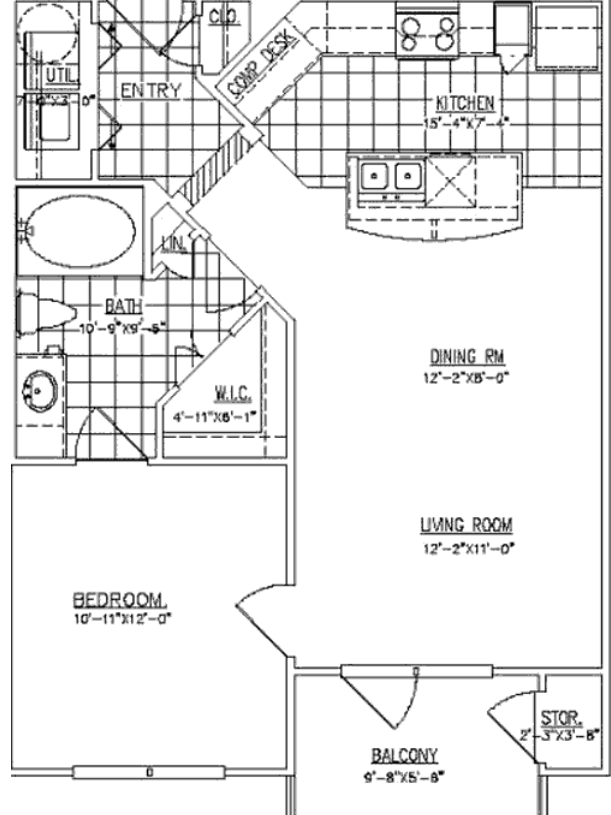 CLO.
COMP DESK
UTIL.
ENTRY
KITCHEN
15'-4"X7'-4"
LIN.
BATH
10'-9"X9'-6"
DINING RM
12'-2"X8'-0"
W.I.C.
4'-11"X6'-1"
LIVING ROOM
12'-2"X11'-0"
BEDROOM.
10'-11"X12'-0"
STOR.
2'-3"X3'-8"
BALCONY
9'-8"X5'-8"